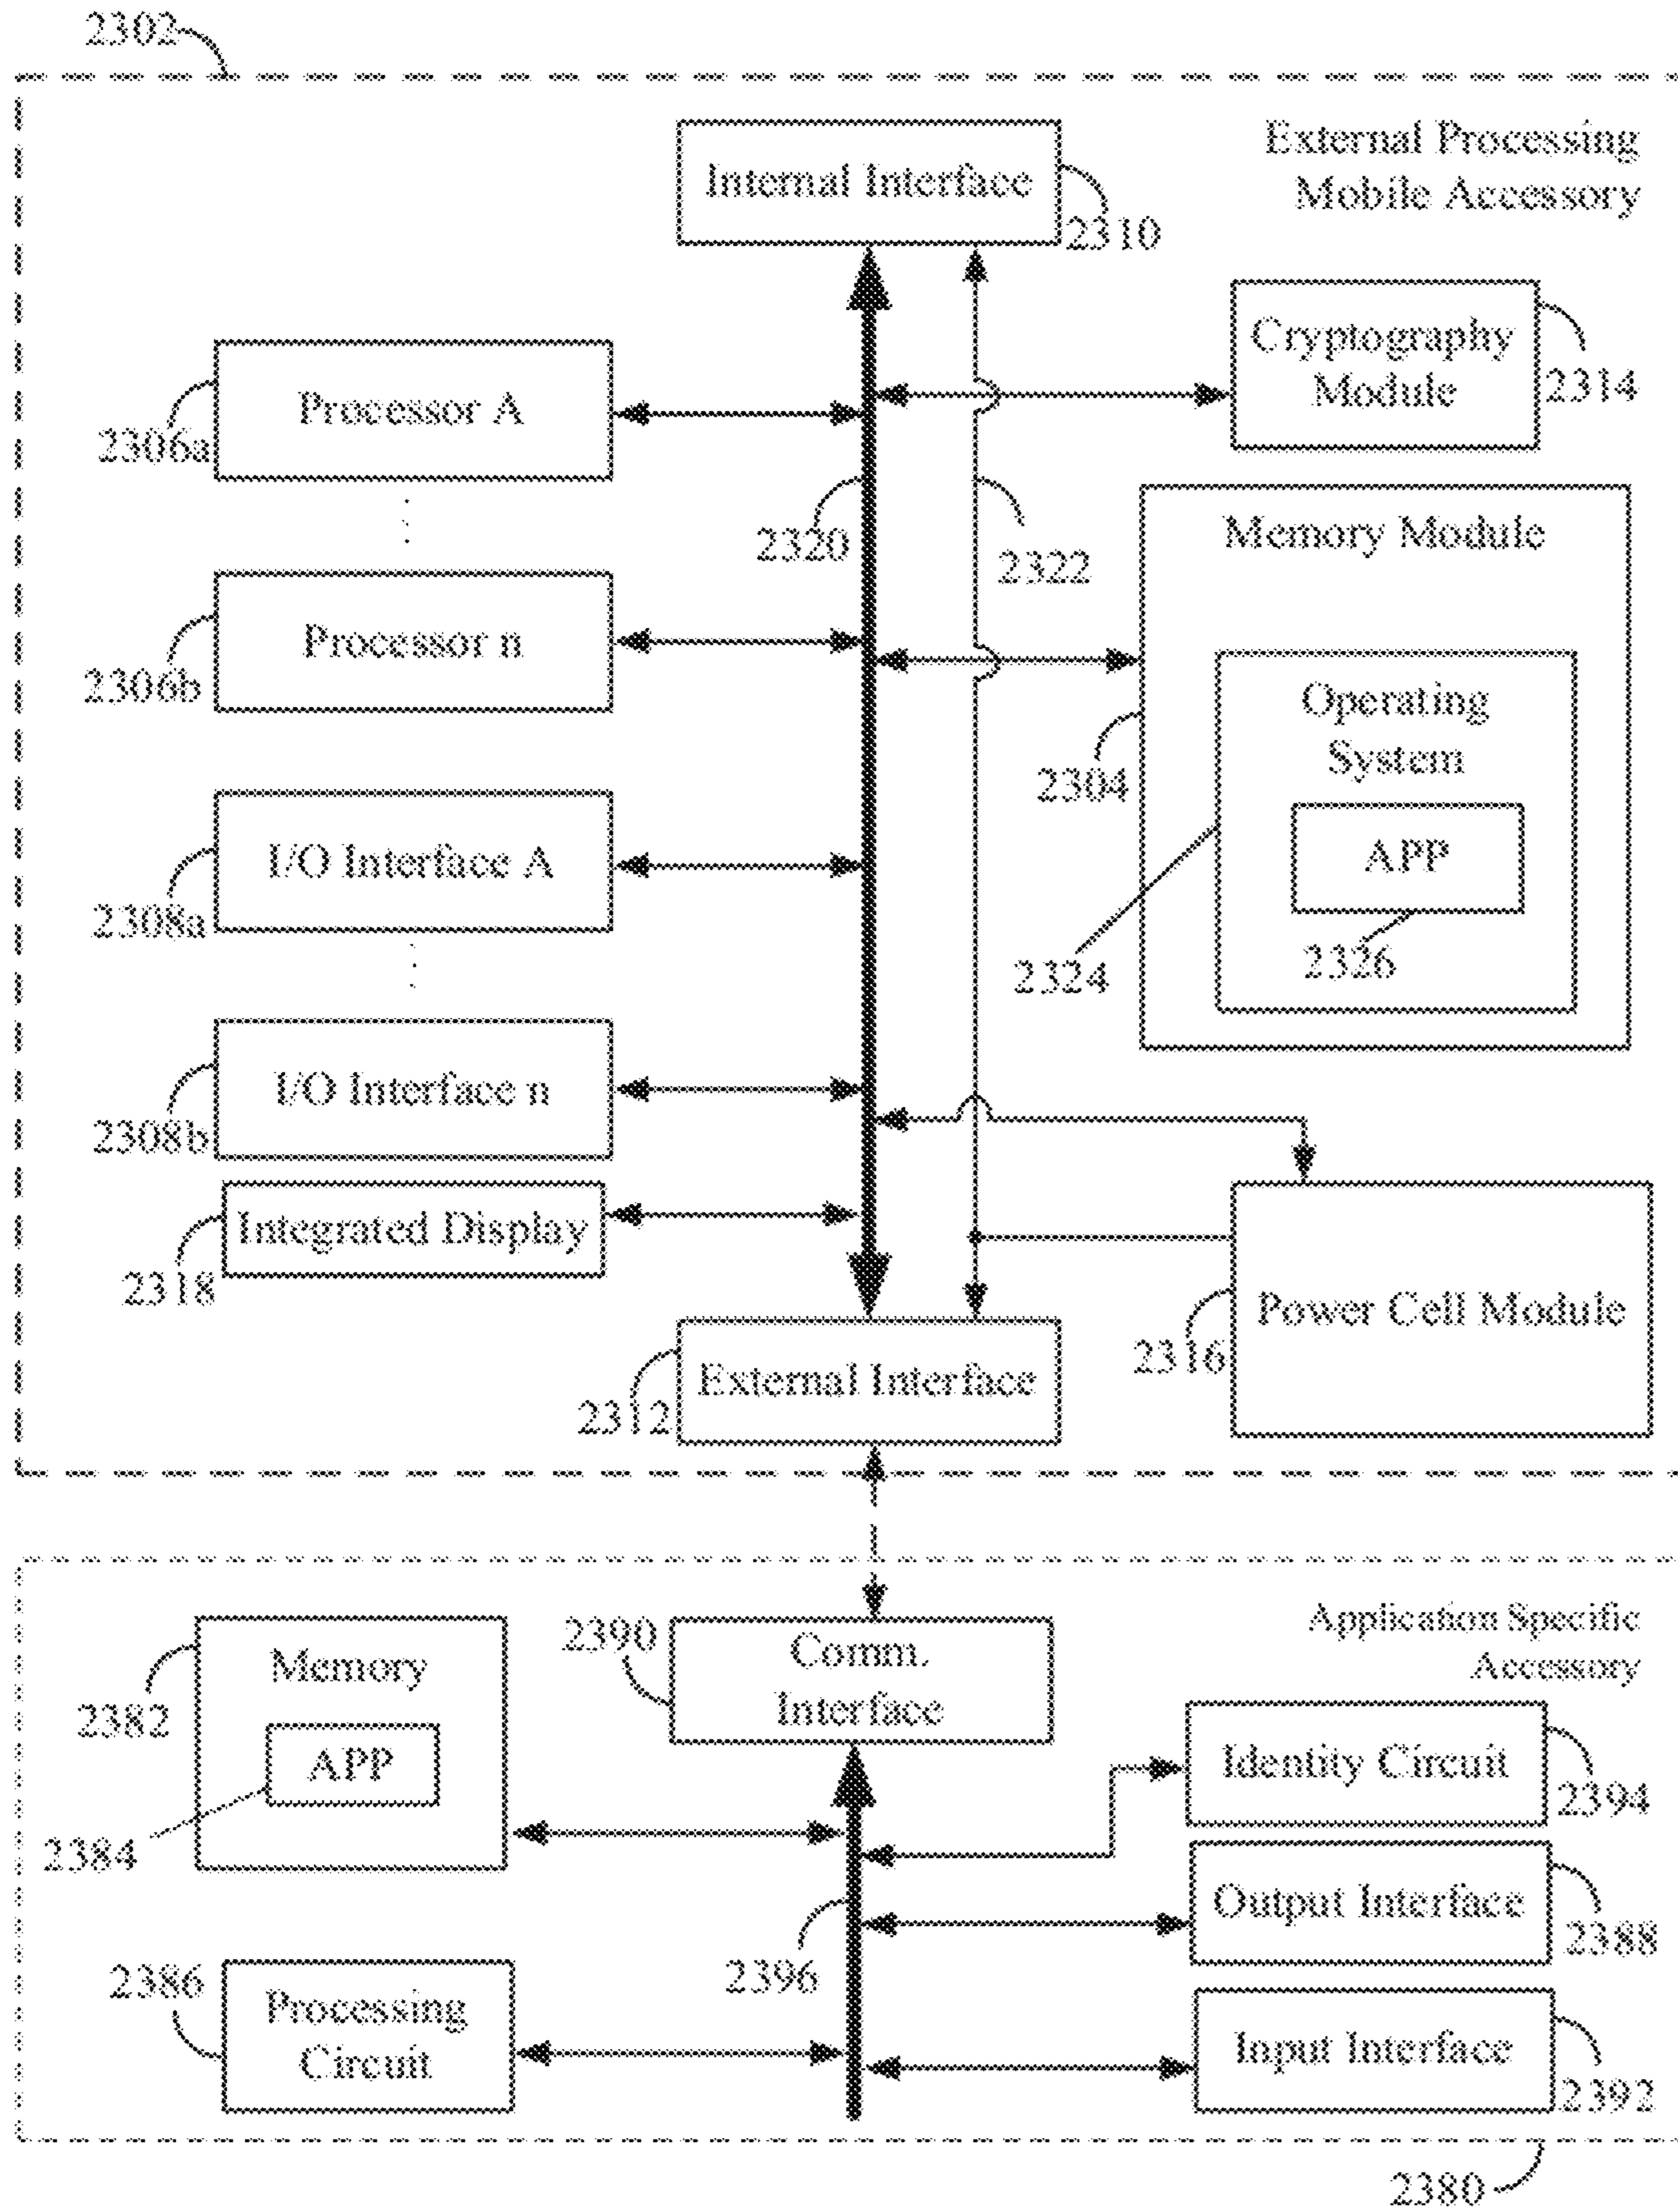 2302
External Processing
Mobile Accessory
Internal Interface
2310
Cryptography
Module
2314
Processor A
2306a
2320
2322
Memory Module
Processor n
2306b
Operating
System
2304
APP
I/O Interface A
2308a
2324
2326
I/O Interface n
2308b
Integrated Display
2318
Power Cell Module
2316
External Interface
2312
Application Specific
Accessory
2390
Comm.
Interface
Memory
2382
APP
2384
Identity Circuit
2394
Output Interface
2388
2396
2386
Processing
Circuit
Input Interface
2392
2380